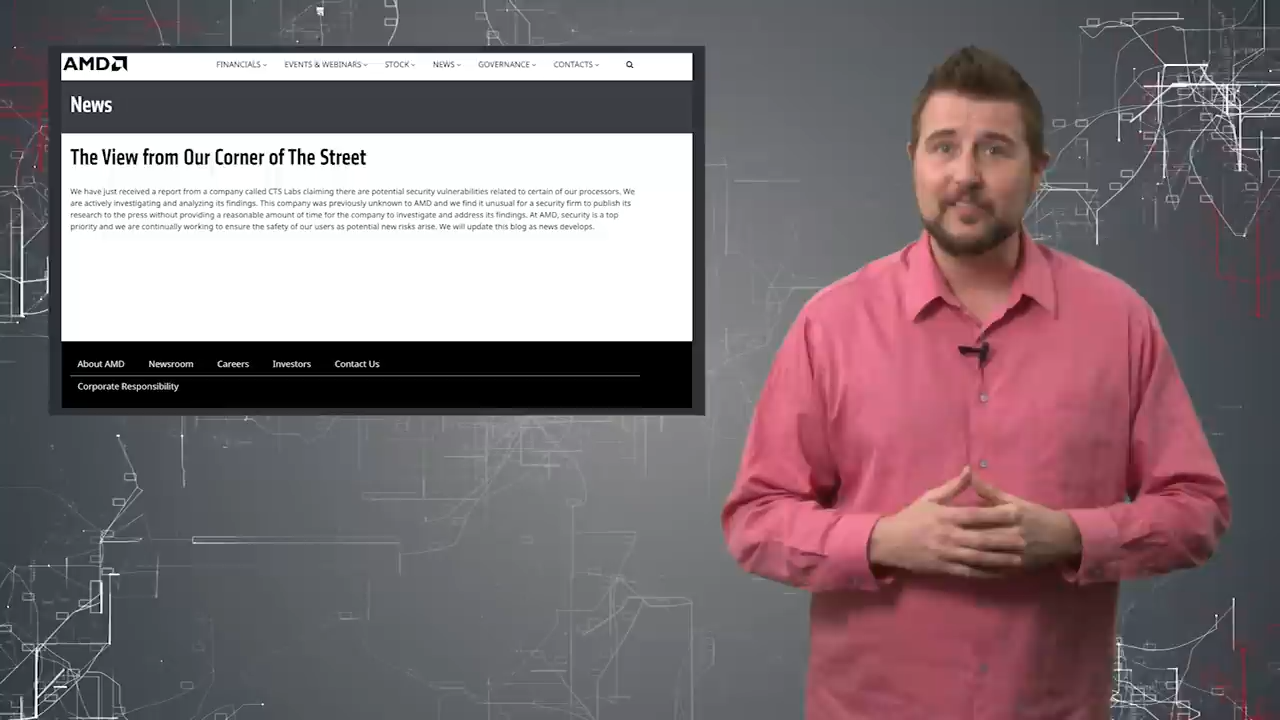 AMD
FINANCIALS EVENTS & WEBINARS STOCK NEWS GOVERNANCE CONTACTS
News
The View from Our Corner of The Street
We have just received a report from a company called CTS Labs claiming there are potential security vulnerabilities related to certain of our processors. We
are actively investigating and analyzing its findings. This company was previously unknown to AMD and we find it unusual for a security firm to publish its
research to the press without providing a reasonable amount of time for the company to investigate and address its findings. At AMD, security is a top
priority and we are continually working to ensure the safety of our users as potential new risks arise. We will update this blog as news develops.
About AMD Newsroom Careers Investors Contact Us
Corporate Responsibility